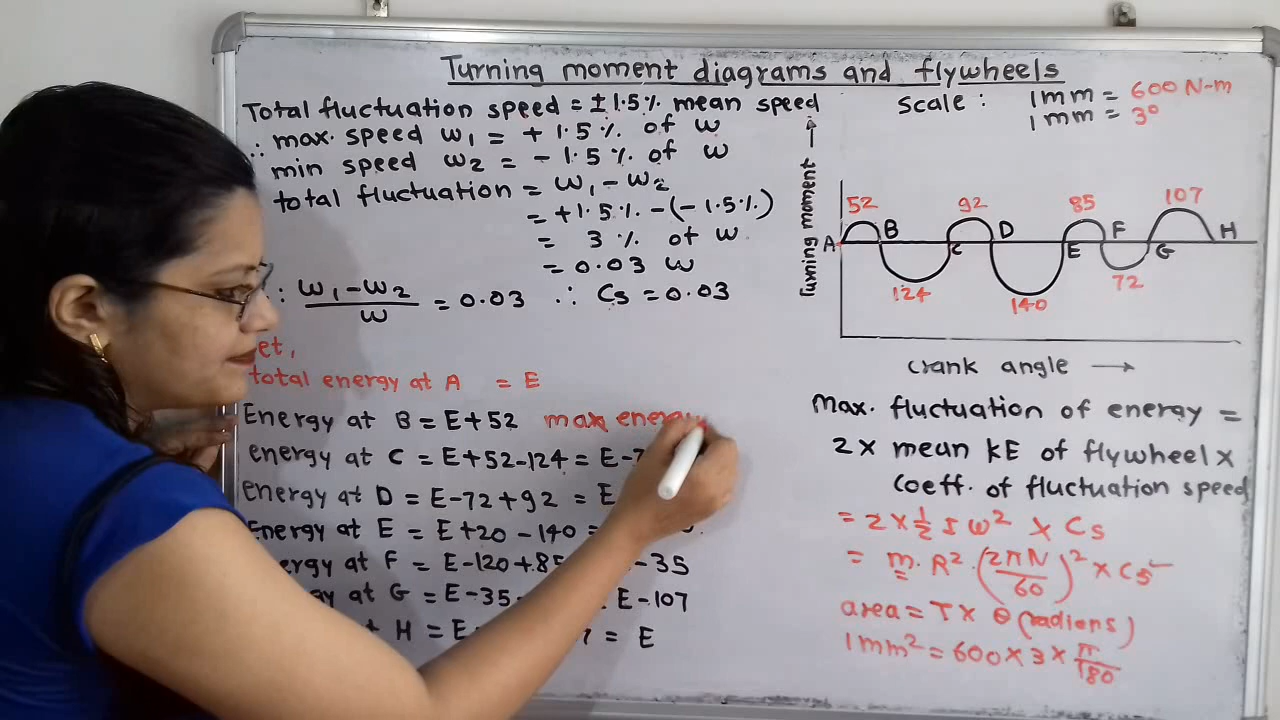 Turning moment diagrams and flywheels
Total fluctuation speed = ± 1.5% mean speed
∴ max. speed ω1 = + 1.5 % of ω
min speed ω2 = - 1.5 % of ω
total fluctuation = ω1 - ω2
= +1.5% - (-1.5%)
= 3 % of ω
= 0.03 ω
∴ ω1-ω2 / ω = 0.03 ∴ Cs = 0.03
et,
total energy at A = E
Energy at B = E+52 max energy
energy at C = E+52-124 = E-7
energy at D = E-72+92 = E
Energy at E = E+20-140 =
ergy at F = E-120+85 -35
at G = E-35- E-107
H = E = E
Scale : 1mm = 600 N-m
1mm = 3°
turning moment →
52 92 85 107
A B C D E F G H
124 140 72
crank angle →
Max. fluctuation of energy =
2 x mean KE of flywheel x
Coeff. of fluctuation speed
= 2 x 1/2 I ω² x Cs
= m. R². (2πN/60)² x Cs
area = T x θ (radians)
1mm² = 600 x 3 x π/180